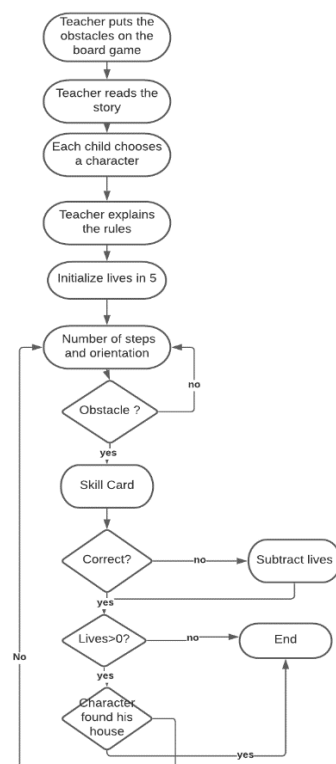 Teacher puts the
obstacles on the
board game
Teacher reads the
story
Each child chooses
a character
Teacher explains
the rules
Initialize lives in 5
Number of steps
and orientation
no
Obstacle ?
yes
Skill Card
Correct?
no
Subtract lives
yes
Lives>0?
no
End
yes
Character
found his
house
No
yes